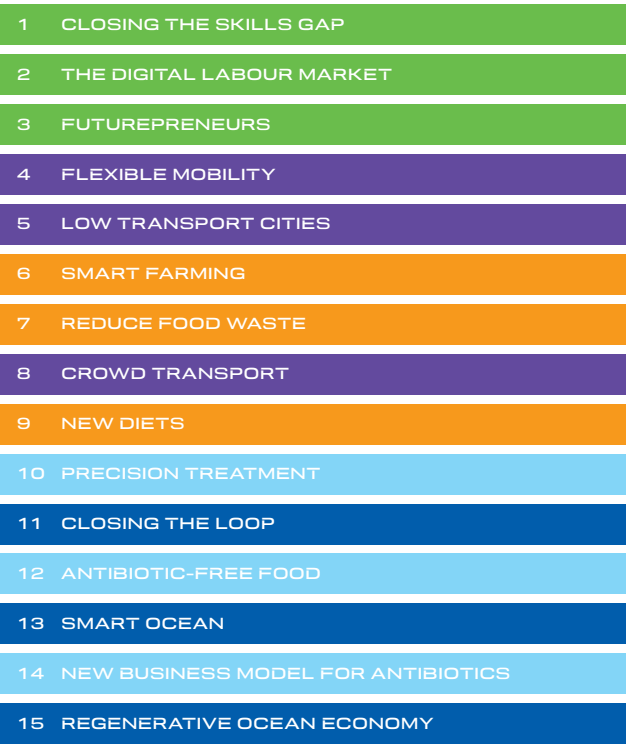 1 CLOSING THE SKILLS GAP
2 THE DIGITAL LABOUR MARKET
3 FUTUREPRENEURS
4 FLEXIBLE MOBILITY
5 LOW TRANSPORT CITIES
6 SMART FARMING
7 REDUCE FOOD WASTE
8 CROWD TRANSPORT
9 NEW DIETS
10 PRECISION TREATMENT
11 CLOSING THE LOOP
12 ANTIBIOTIC-FREE FOOD
13 SMART OCEAN
14 NEW BUSINESS MODEL FOR ANTIBIOTICS
15 REGENERATIVE OCEAN ECONOMY